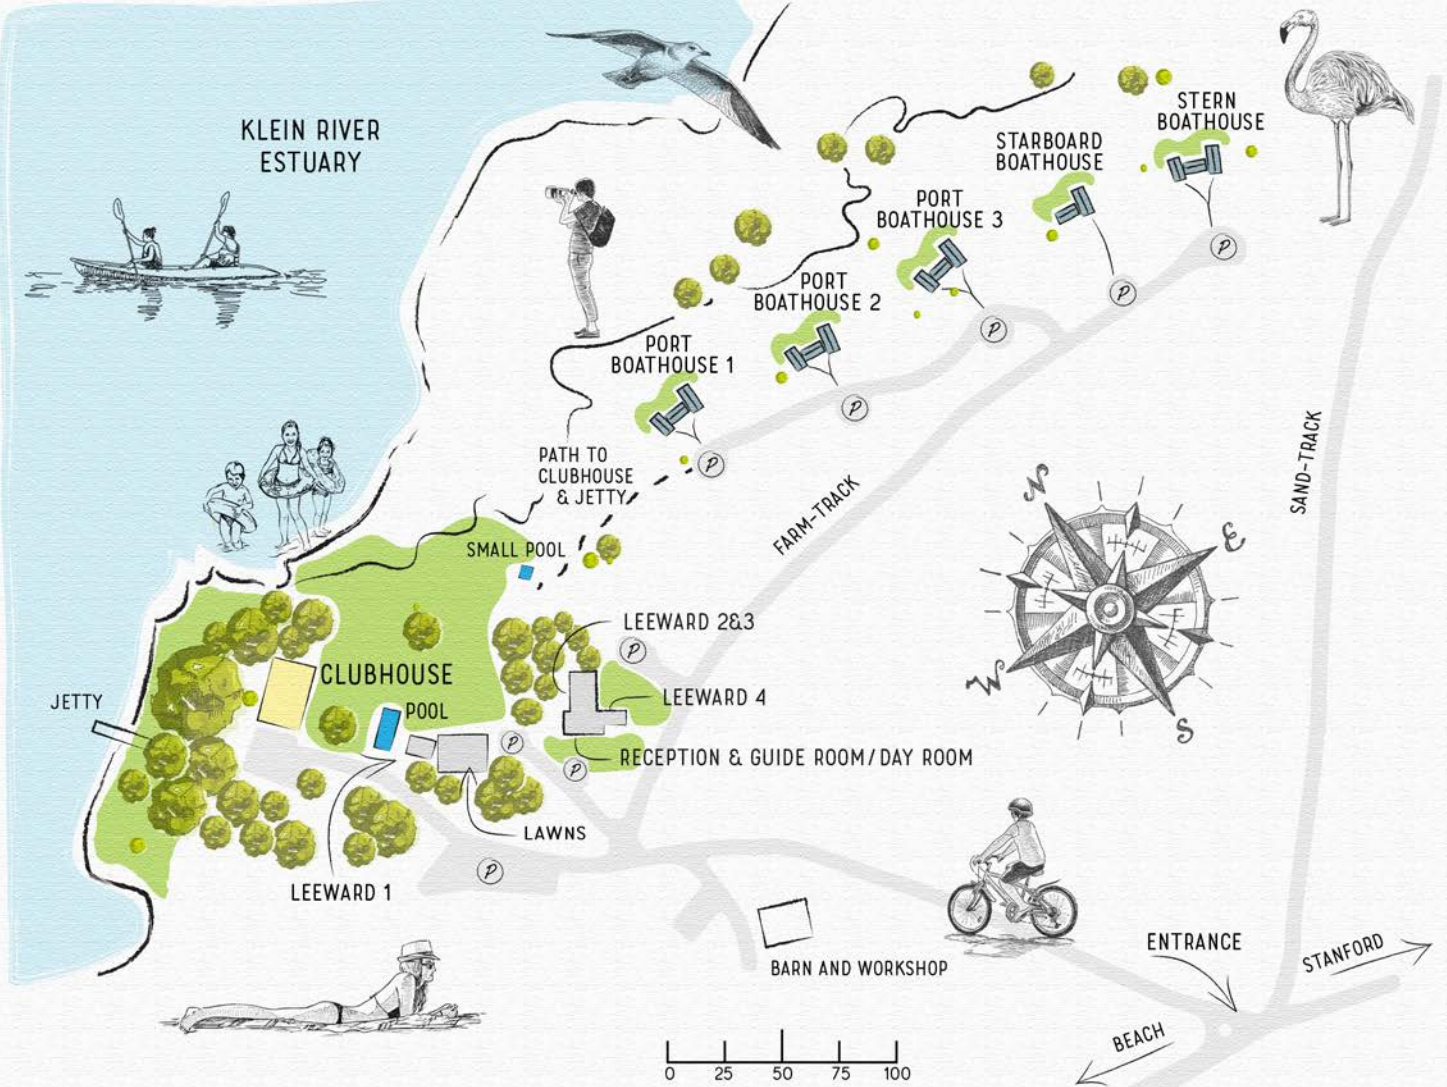 KLEIN RIVER
ESTUARY
STERN
BOATHOUSE
STARBOARD
BOATHOUSE
PORT
BOATHOUSE 3
PORT
BOATHOUSE 2
PORT
BOATHOUSE 1
P
P
P
P
P
PATH TO
CLUBHOUSE
& JETTY
FARM-TRACK
SAND-TRACK
N
E
W
S
SMALL POOL
LEEWARD 2&3
P
CLUBHOUSE
LEEWARD 4
JETTY
POOL
P
RECEPTION & GUIDE ROOM/DAY ROOM
P
LAWNS
P
LEEWARD 1
BARN AND WORKSHOP
ENTRANCE
STANFORD
BEACH
0 25 50 75 100